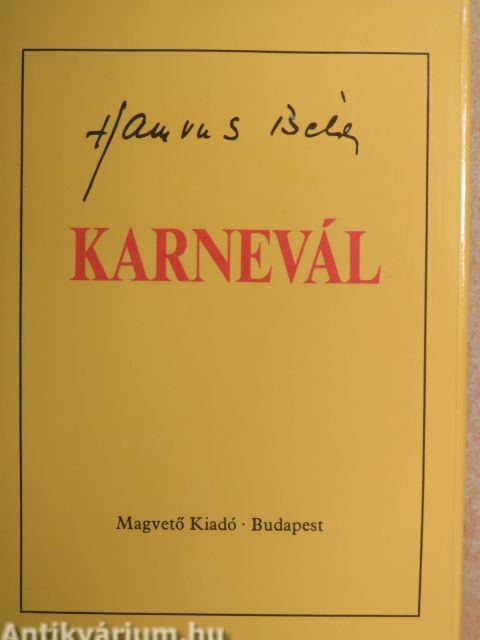 Hamvas Béla
KARNEVÁL
Magvető Kiadó · Budapest
Antikvárium.hu